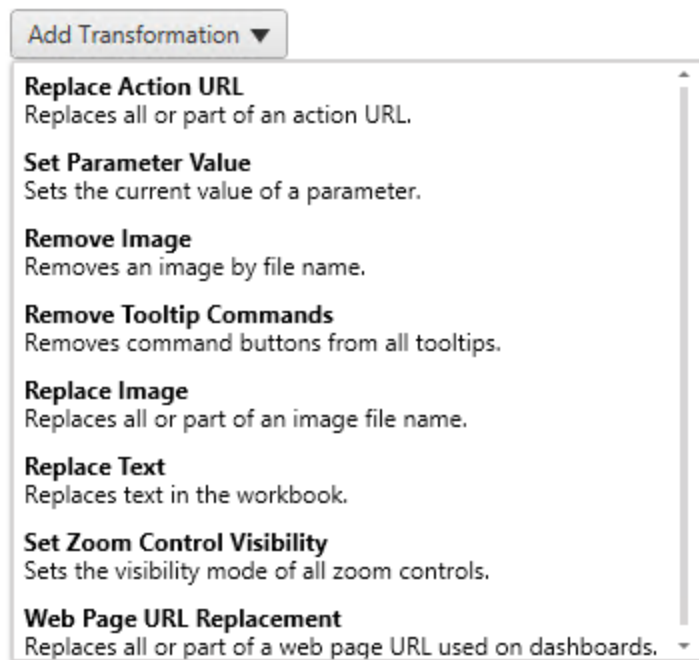 Add Transformation ▼
Replace Action URL
Replaces all or part of an action URL.
Set Parameter Value
Sets the current value of a parameter.
Remove Image
Removes an image by file name.
Remove Tooltip Commands
Removes command buttons from all tooltips.
Replace Image
Replaces all or part of an image file name.
Replace Text
Replaces text in the workbook.
Set Zoom Control Visibility
Sets the visibility mode of all zoom controls.
Web Page URL Replacement
Replaces all or part of a web page URL used on dashboards.